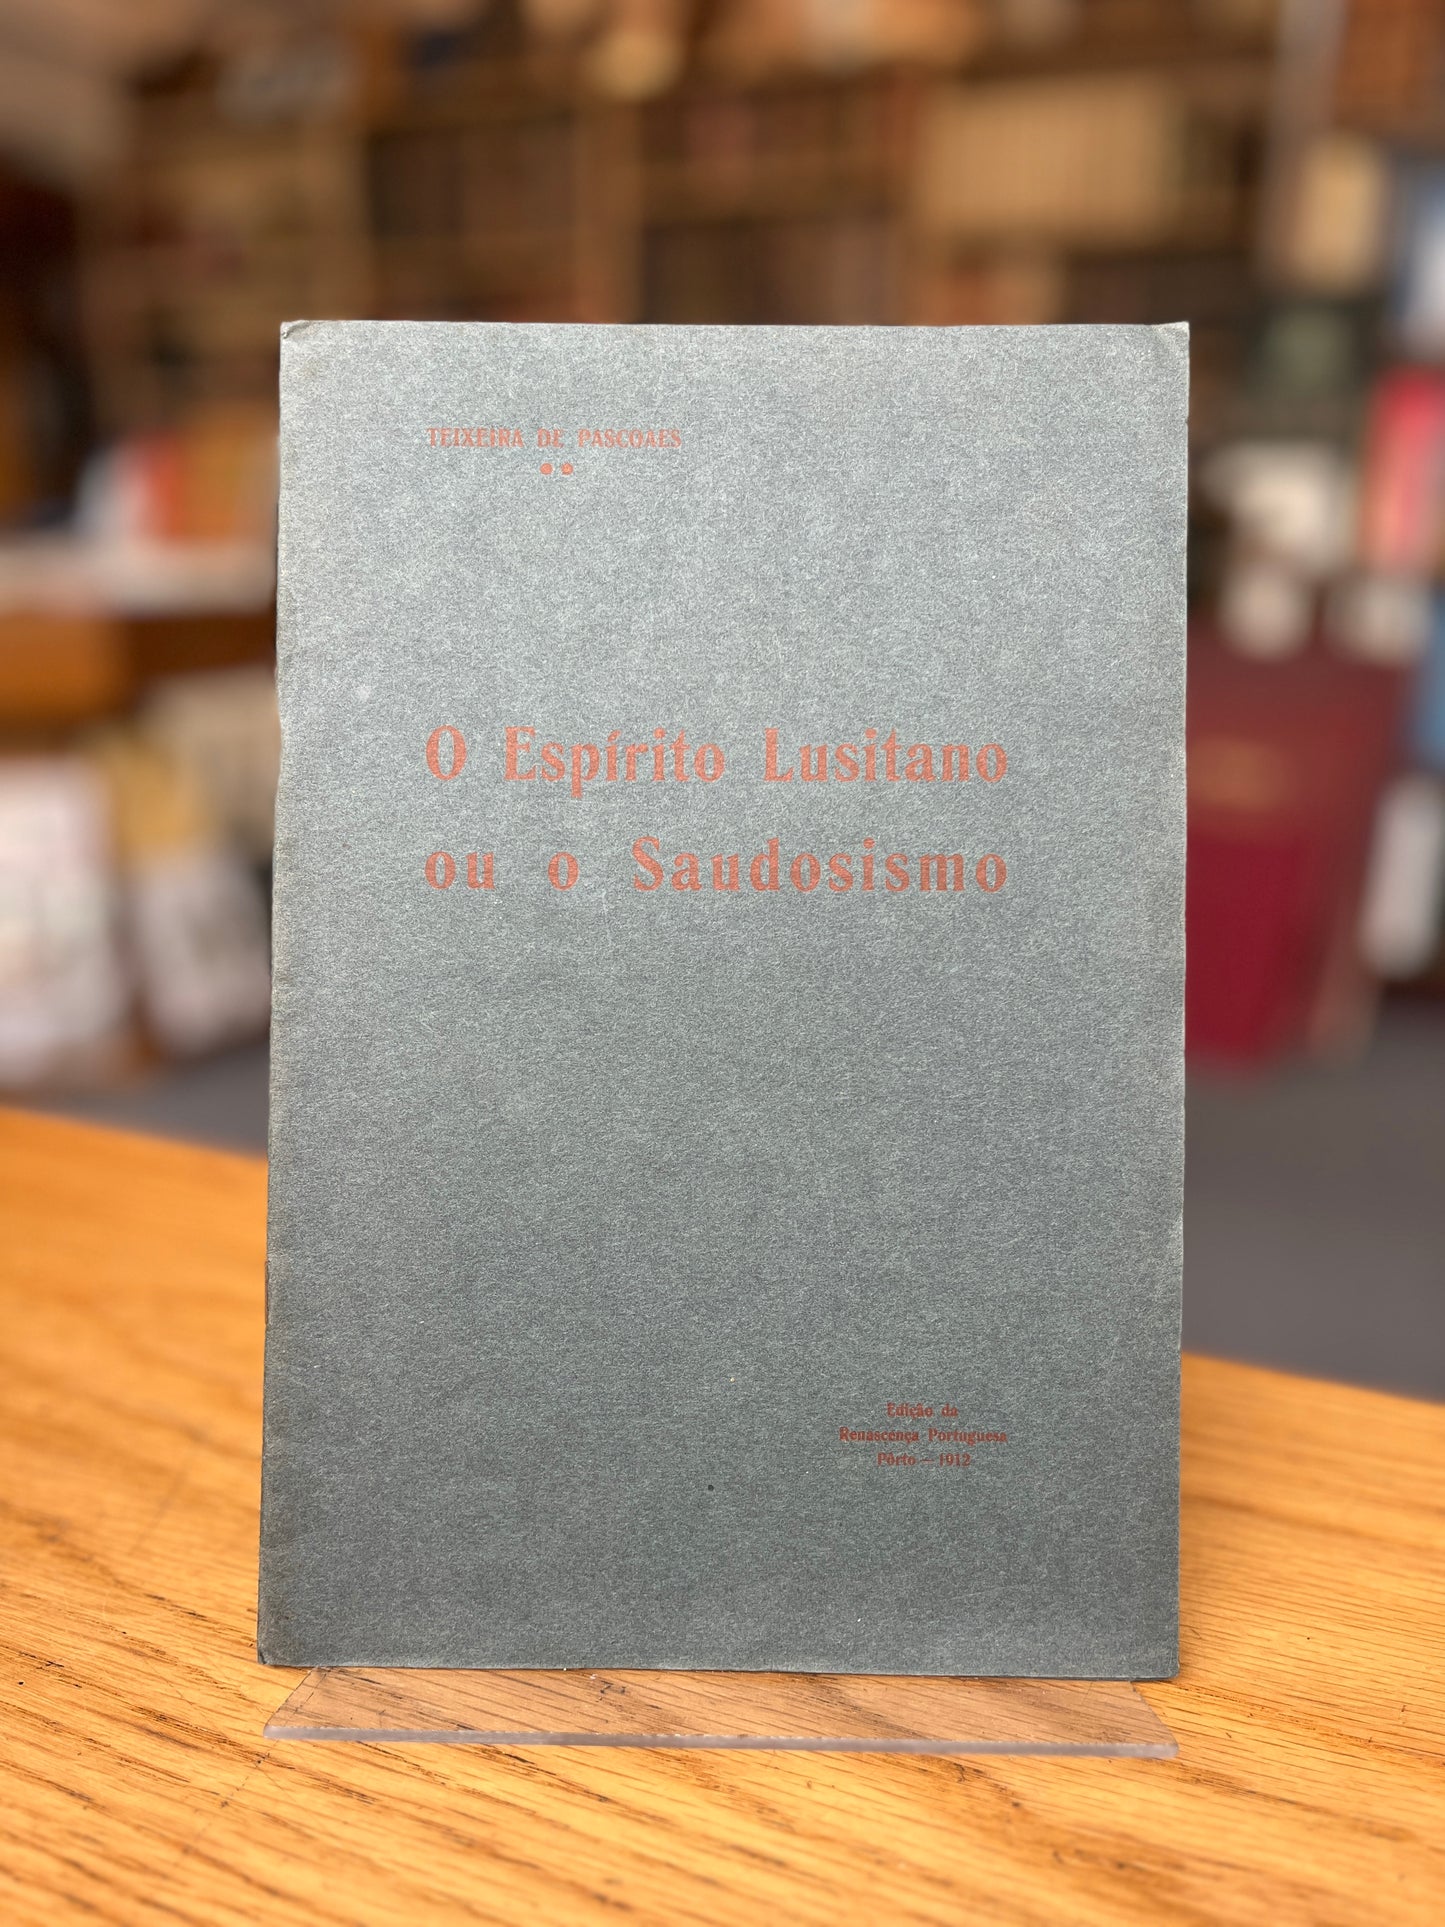 TEIXEIRA DE PASCOAES
O Espírito Lusitano
ou o Saudosismo
Edição da
Renascença Portuguesa
Pôrto — 1912